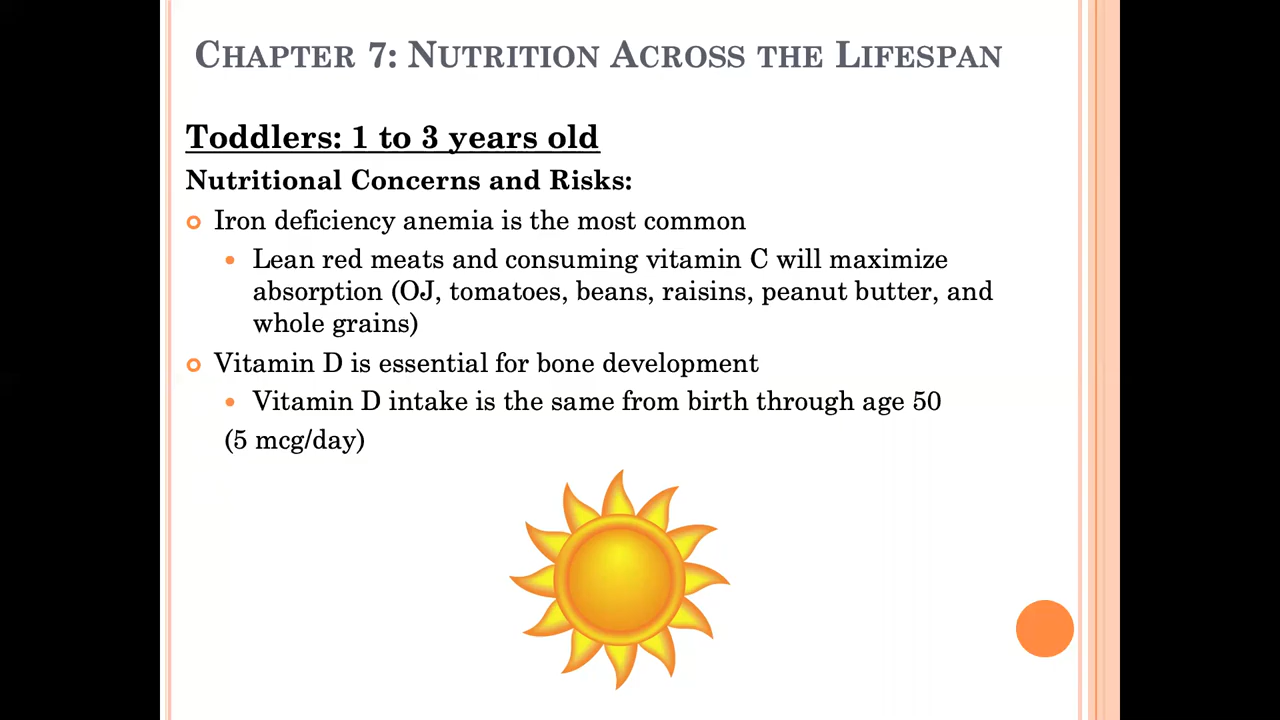 Chapter 7: Nutrition Across the Lifespan
Toddlers: 1 to 3 years old
Nutritional Concerns and Risks:
Iron deficiency anemia is the most common
Lean red meats and consuming vitamin C will maximize
absorption (OJ, tomatoes, beans, raisins, peanut butter, and
whole grains)
Vitamin D is essential for bone development
Vitamin D intake is the same from birth through age 50
(5 mcg/day)